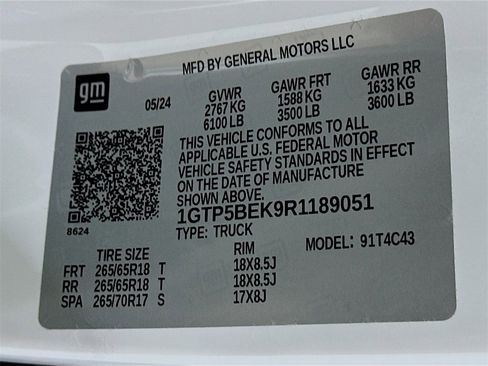 MFD BY GENERAL MOTORS LLC
gm
05/24
GVWR GAWR FRT GAWR RR
2767 KG 1588 KG 1633 KG
6100 LB 3500 LB 3600 LB
THIS VEHICLE CONFORMS TO ALL
APPLICABLE U.S. FEDERAL MOTOR
VEHICLE SAFETY STANDARDS IN EFFECT
ON THE DATE OF MANUFACTURE
SHOWN ABOVE.
1GTP5BEK9R1189051
8624
TYPE: TRUCK
MODEL: 91T4C43
TIRE SIZE RIM
FRT 265/65R18 T 18X8.5J
RR 265/65R18 T 18X8.5J
SPA 265/70R17 S 17X8J